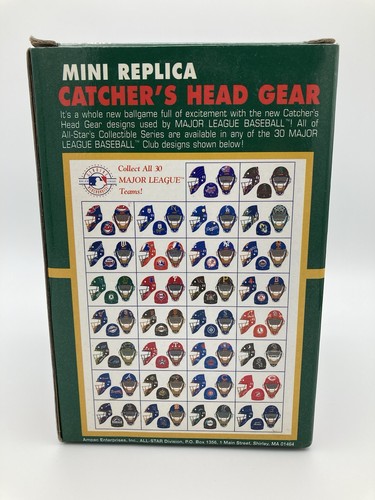 MINI REPLICA
CATCHER'S HEAD GEAR
It's a whole new ballgame full of excitement with the new Catcher's
Head Gear designs used by MAJOR LEAGUE BASEBALL™! All of
All-Star's Collectible Series are available in any of the 30 MAJOR
LEAGUE BASEBALL™ Club designs shown below!
Collect All 30
MAJOR LEAGUE™
Teams!
Amson Enterprises, Inc., ALL-STAR Division, P.O. Box 1356, 1 Main Street, Shirley, MA 01464